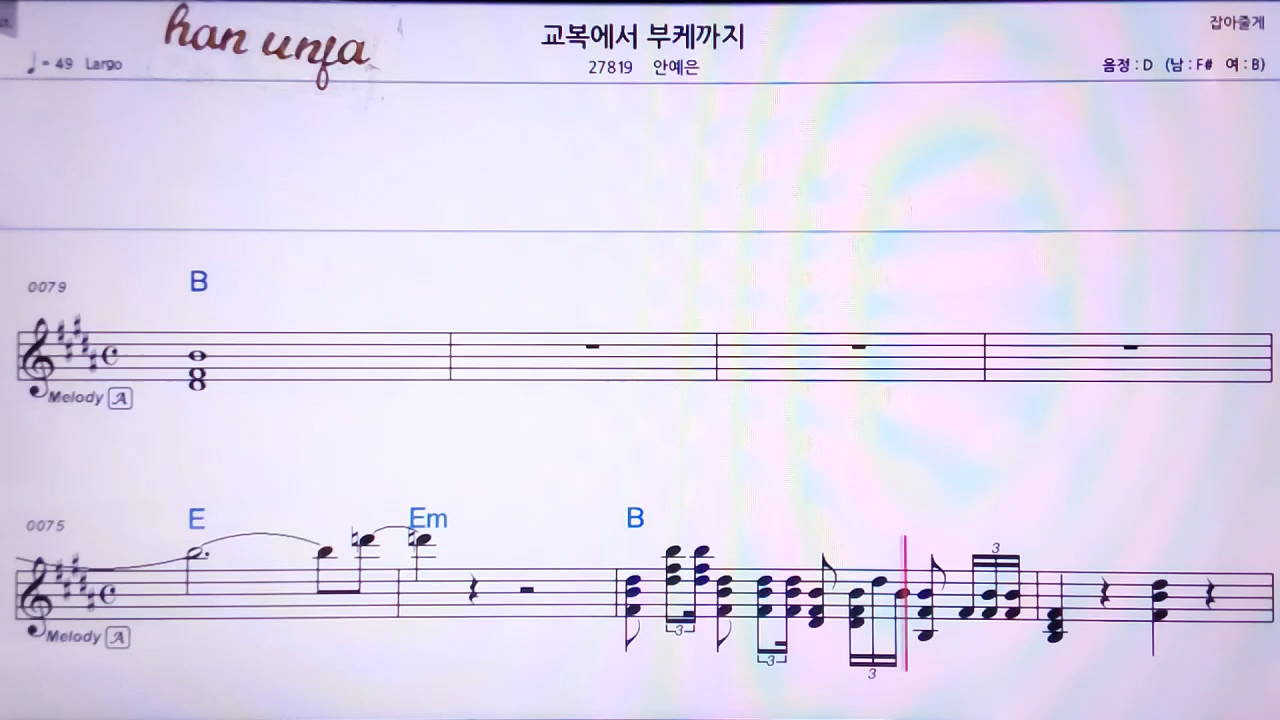 han unja
교복에서 부케까지
잡아줄게
♩= 49 Largo
27819 안예은
음정 : D (남 : F# 여 : B)
0079
B
Melody A
0075
E Em B
3
3 3
3
Melody A